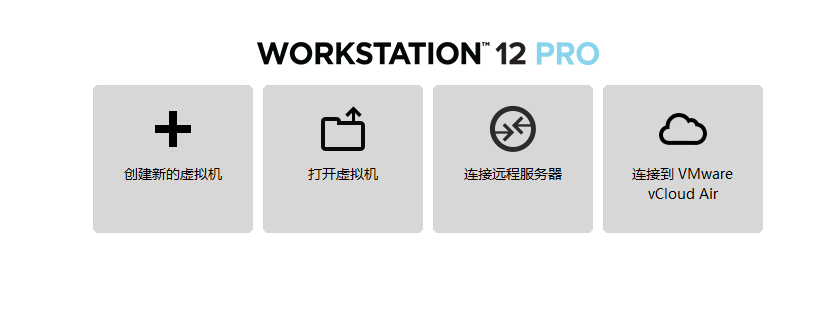 WORKSTATION™ 12 PRO
创建新的虚拟机
打开虚拟机
连接远程服务器
连接到 VMware
vCloud Air